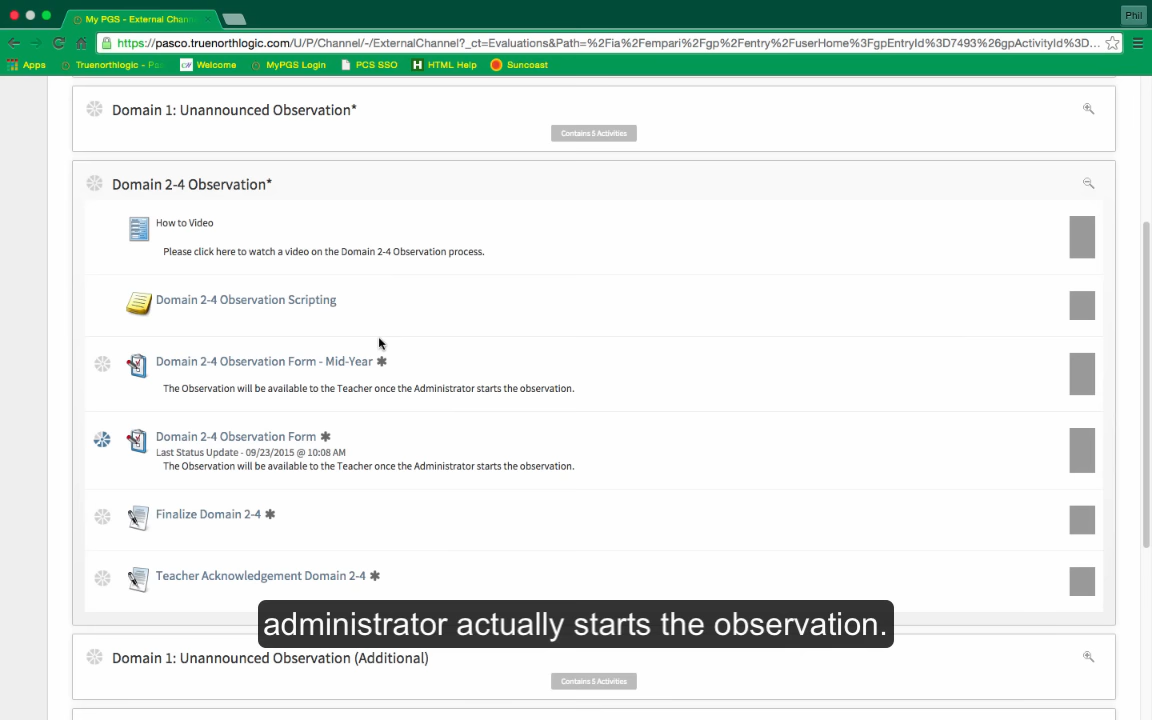 My PGS - External Chann
Phil
https://pasco.truenorthlogic.com/U/P/Channel/-/ExternalChannel?_ct=Evaluations&Path=%2Fia%2Fempari%2Fgp%2Fentry%2FuserHome%3FgpEntryId%3D7493%26gpActivityId%3D...
Apps
Truenorthlogic - Pa
Welcome
MyPGS Login
PCS SSO
HTML Help
Suncoast
Domain 1: Unannounced Observation*
Contains 5 Activities
Domain 2-4 Observation*
How to Video
Please click here to watch a video on the Domain 2-4 Observation process.
Domain 2-4 Observation Scripting
Domain 2-4 Observation Form - Mid-Year ✱
The Observation will be available to the Teacher once the Administrator starts the observation.
Domain 2-4 Observation Form ✱
Last Status Update - 09/23/2015 @ 10:08 AM
The Observation will be available to the Teacher once the Administrator starts the observation.
Finalize Domain 2-4 ✱
Teacher Acknowledgement Domain 2-4 ✱
administrator actually starts the observation.
Domain 1: Unannounced Observation (Additional)
Contains 5 Activities